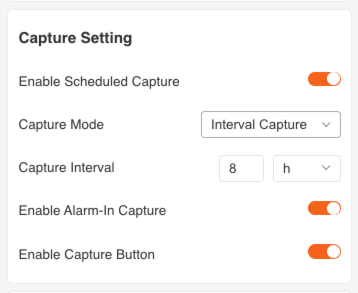 Capture Setting
Enable Scheduled Capture
Capture Mode Interval Capture
Capture Interval 8 h
Enable Alarm-In Capture
Enable Capture Button